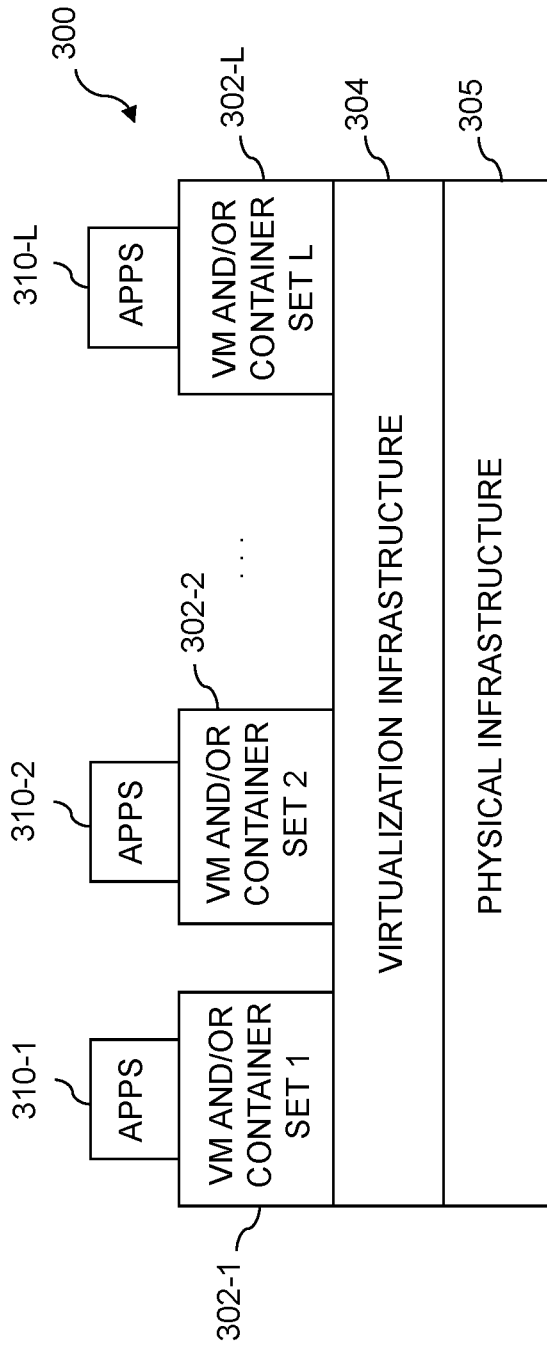 300
310-1
310-2
310-L
APPS
APPS
APPS
302-1
VM AND/OR
CONTAINER
SET 1
302-2
VM AND/OR
CONTAINER
SET 2
. . .
302-L
VM AND/OR
CONTAINER
SET L
VIRTUALIZATION INFRASTRUCTURE
304
PHYSICAL INFRASTRUCTURE
305